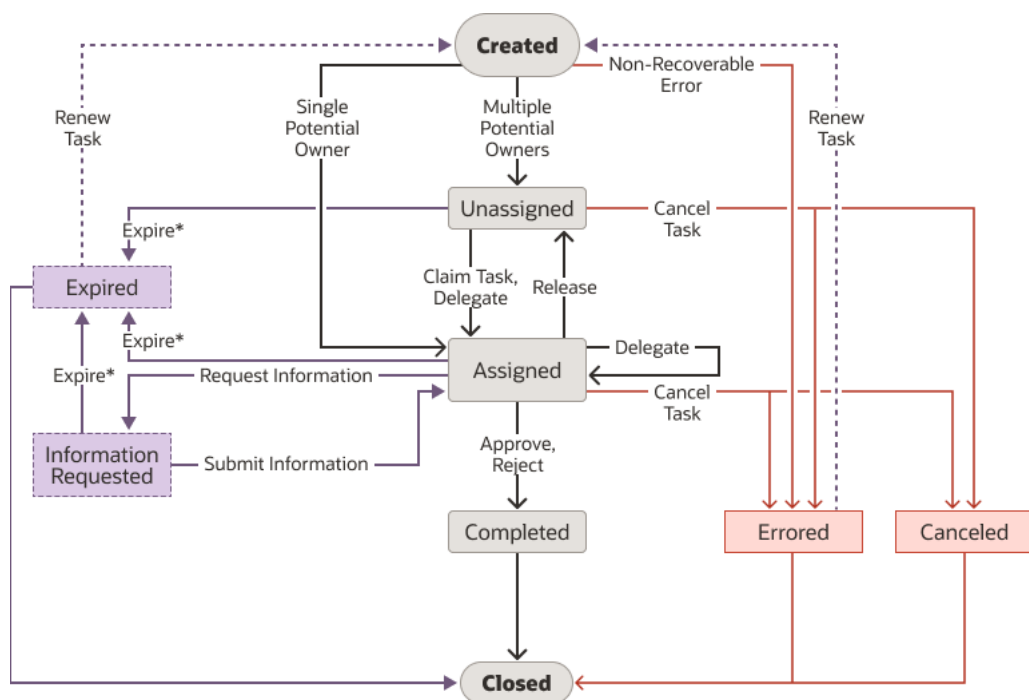 Created
Non-Recoverable
Error
Single
Potential
Owner
Multiple
Potential
Owners
Renew
Task
Renew
Task
Unassigned
Cancel
Task
Expire*
Expired
Claim Task,
Delegate
Release
Expire*
Delegate
Assigned
Expire*
Request Information
Cancel
Task
Information
Requested
Submit Information
Approve,
Reject
Completed
Errored
Canceled
Closed